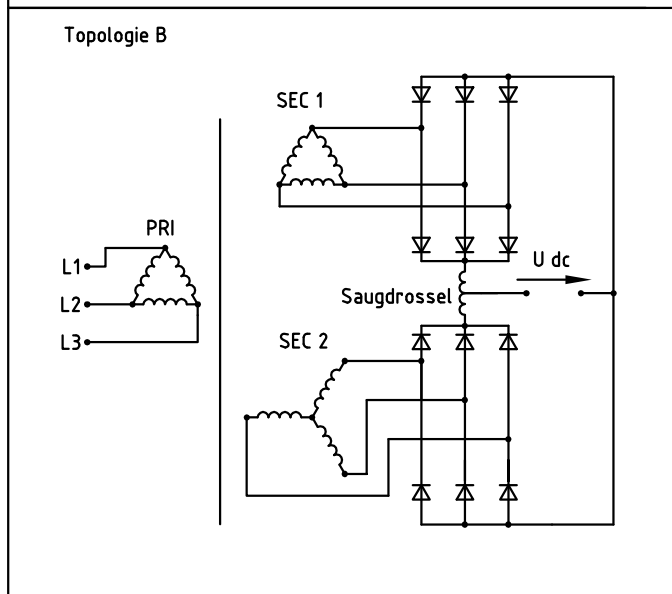 Topologie B
SEC 1
PRI
L1
L2
L3
U dc
Saugdrossel
SEC 2